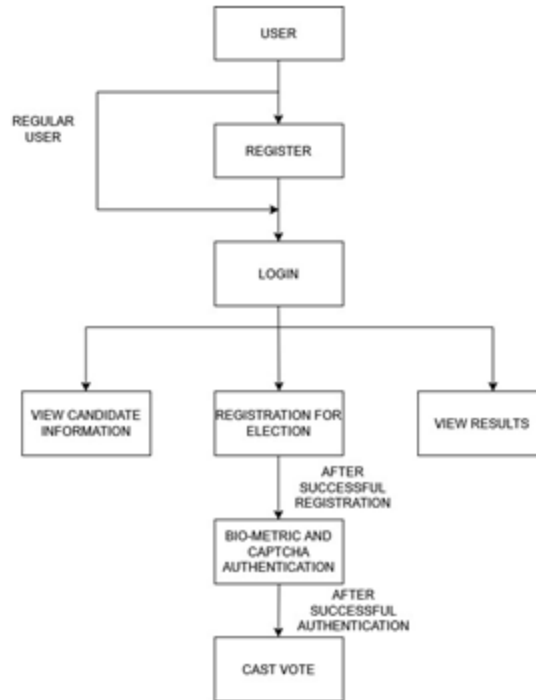 USER
REGULAR
USER
REGISTER
LOGIN
VIEW CANDIDATE
INFORMATION
REGISTRATION FOR
ELECTION
VIEW RESULTS
AFTER
SUCCESSFUL
REGISTRATION
BIO-METRIC AND
CAPTCHA
AUTHENTICATION
AFTER
SUCCESSFUL
AUTHENTICATION
CAST VOTE